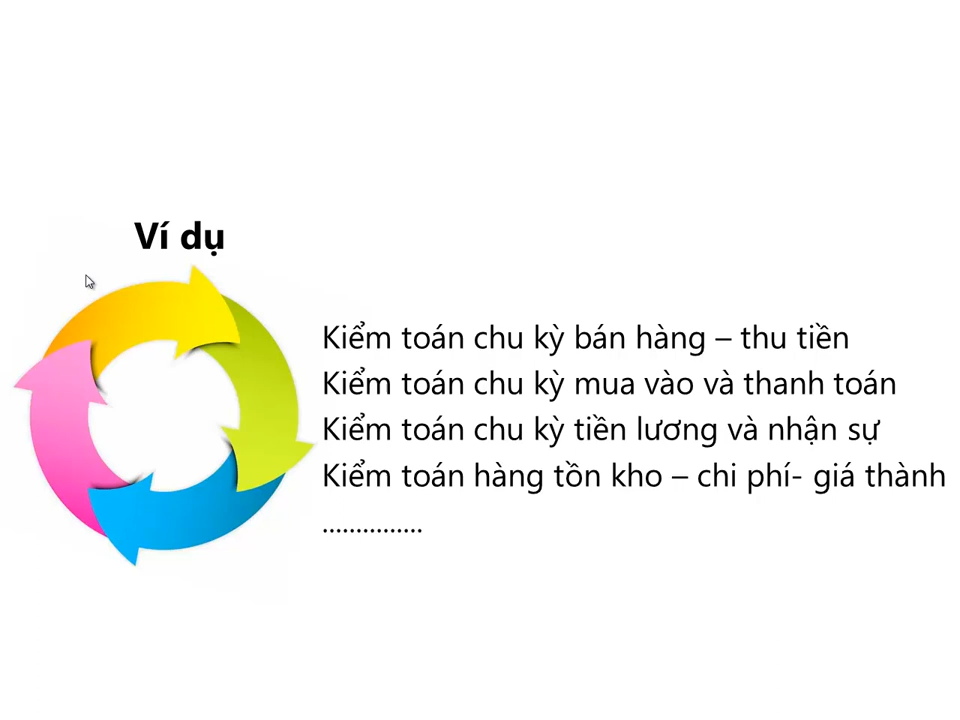 Ví dụ
Kiểm toán chu kỳ bán hàng – thu tiền
Kiểm toán chu kỳ mua vào và thanh toán
Kiểm toán chu kỳ tiền lương và nhận sự
Kiểm toán hàng tồn kho – chi phí- giá thành
...............